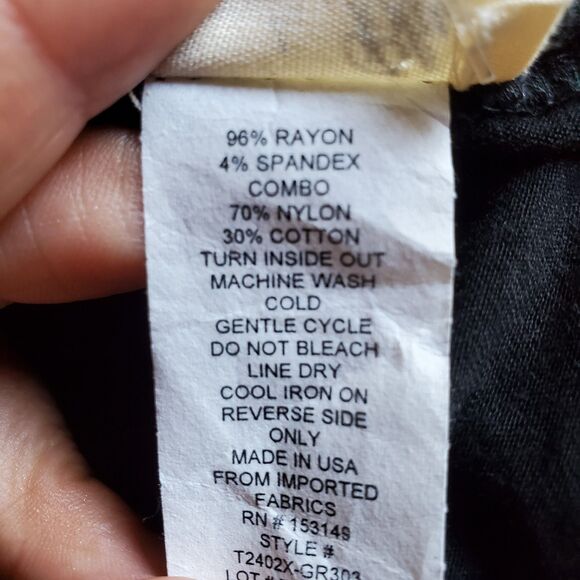 96% RAYON
4% SPANDEX
COMBO
70% NYLON
30% COTTON
TURN INSIDE OUT
MACHINE WASH
COLD
GENTLE CYCLE
DO NOT BLEACH
LINE DRY
COOL IRON ON
REVERSE SIDE
ONLY
MADE IN USA
FROM IMPORTED
FABRICS
RN # 153149
STYLE #
T2402X-GR303
LOT #